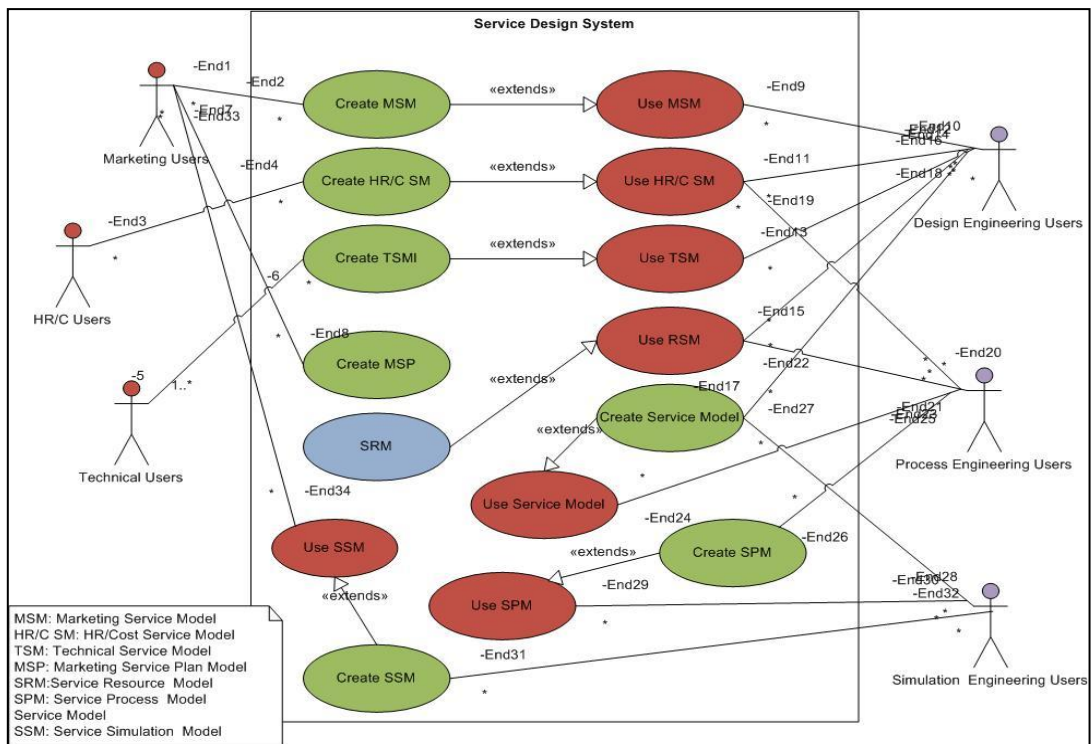 Service Design System
-End1
-End2
*
-End7
-End33
*
*
Marketing Users
Create MSM
«extends»
Use MSM
-End9
*
-End10
-End12
-End14
-End16
-End18
*
Design Engineering Users
-End4
*
Create HR/C SM
«extends»
Use HR/C SM
-End11
*
*
-End19
-End3
*
HR/C Users
-6
*
Create TSMI
«extends»
Use TSM
-End13
*
-End8
*
Create MSP
Use RSM
-End15
*
*
-End22
-End20
*
*
*
-5
1..*
Technical Users
SRM
«extends»
-End17
*
Create Service Model
-End27
*
«extends»
-End21
-End23
-End25
Process Engineering Users
-End34
*
Use Service Model
*
-End24
*
-End26
Use SSM
Create SPM
«extends»
«extends»
Use SPM
-End29
*
-End30
-End28
-End32
*
*
*
Simulation Engineering Users
Create SSM
-End31
*
MSM: Marketing Service Model
HR/C SM: HR/Cost Service Model
TSM: Technical Service Model
MSP: Marketing Service Plan Model
SRM:Service Resource Model
SPM: Service Process Model
Service Model
SSM: Service Simulation Model